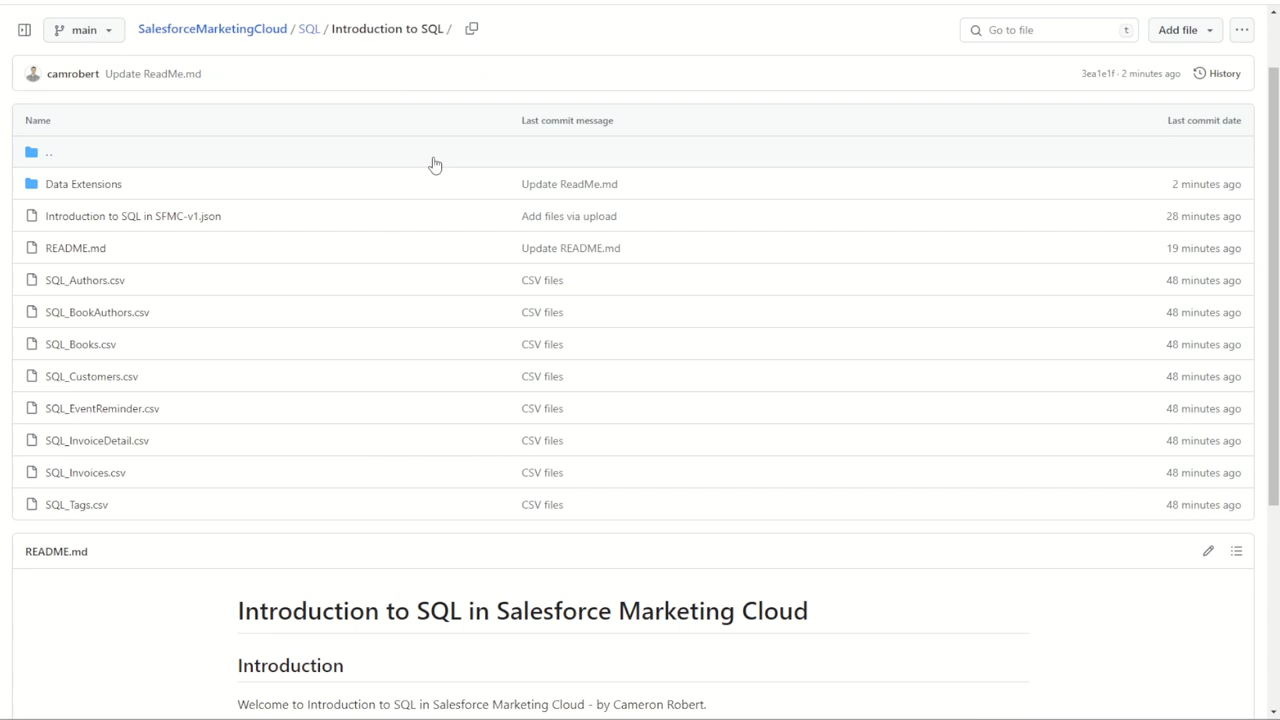 main SalesforceMarketingCloud / SQL / Introduction to SQL / Go to file t Add file ...
camrobert Update ReadMe.md 3ea1e1f · 2 minutes ago History
Name Last commit message Last commit date
..
Data Extensions Update ReadMe.md 2 minutes ago
Introduction to SQL in SFMC-v1.json Add files via upload 28 minutes ago
README.md Update README.md 19 minutes ago
SQL_Authors.csv CSV files 48 minutes ago
SQL_BookAuthors.csv CSV files 48 minutes ago
SQL_Books.csv CSV files 48 minutes ago
SQL_Customers.csv CSV files 48 minutes ago
SQL_EventReminder.csv CSV files 48 minutes ago
SQL_InvoiceDetail.csv CSV files 48 minutes ago
SQL_Invoices.csv CSV files 48 minutes ago
SQL_Tags.csv CSV files 48 minutes ago
README.md
Introduction to SQL in Salesforce Marketing Cloud
Introduction
Welcome to Introduction to SQL in Salesforce Marketing Cloud - by Cameron Robert.